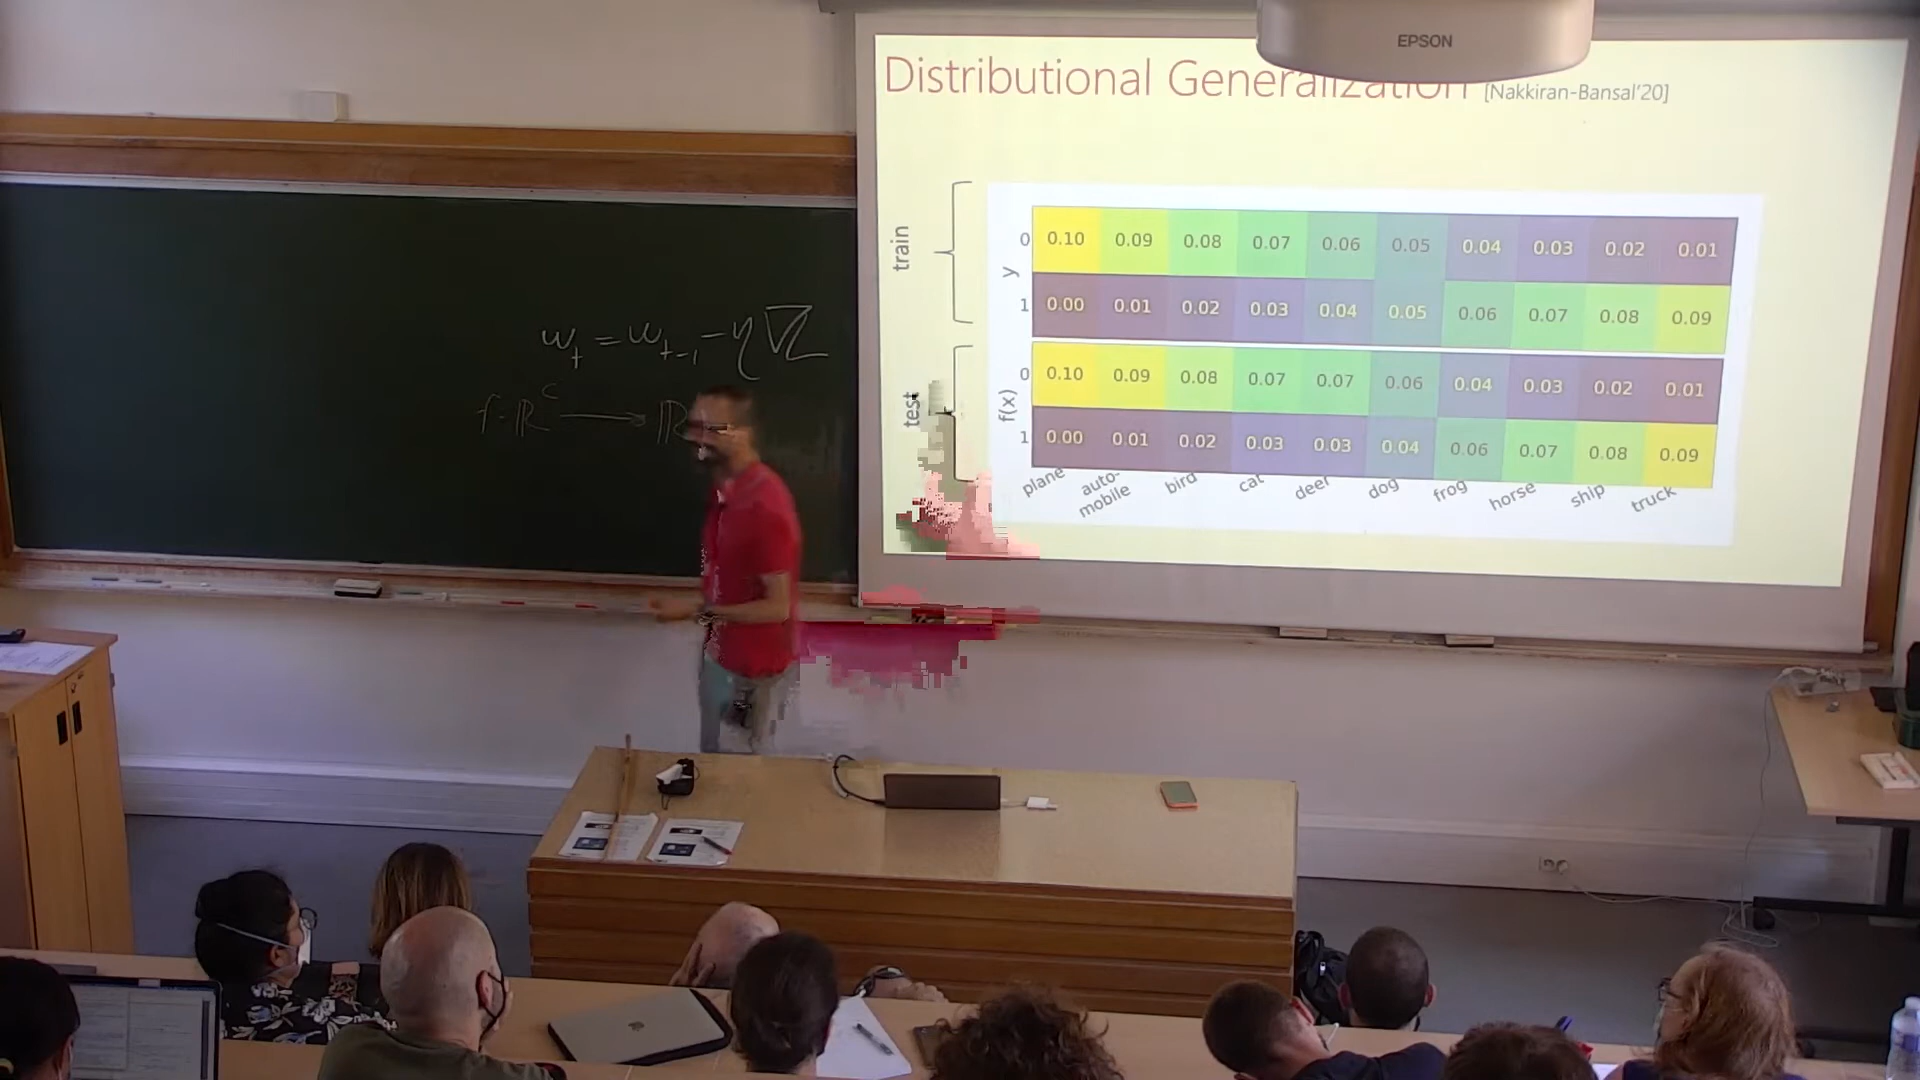 EPSON
Distributional Generalization [Nakkiran-Bansal'20]
train
y
0 0.10 0.09 0.08 0.07 0.06 0.05 0.04 0.03 0.02 0.01
1 0.00 0.01 0.02 0.03 0.04 0.05 0.06 0.07 0.08 0.09
test
f(x)
0 0.10 0.09 0.08 0.07 0.07 0.06 0.04 0.03 0.02 0.01
1 0.00 0.01 0.02 0.03 0.03 0.04 0.06 0.07 0.08 0.09
plane auto-mobile bird cat deer dog frog horse ship truck
w_t = w_{t-1} - η∇L
f: ℝ^C → ℝ